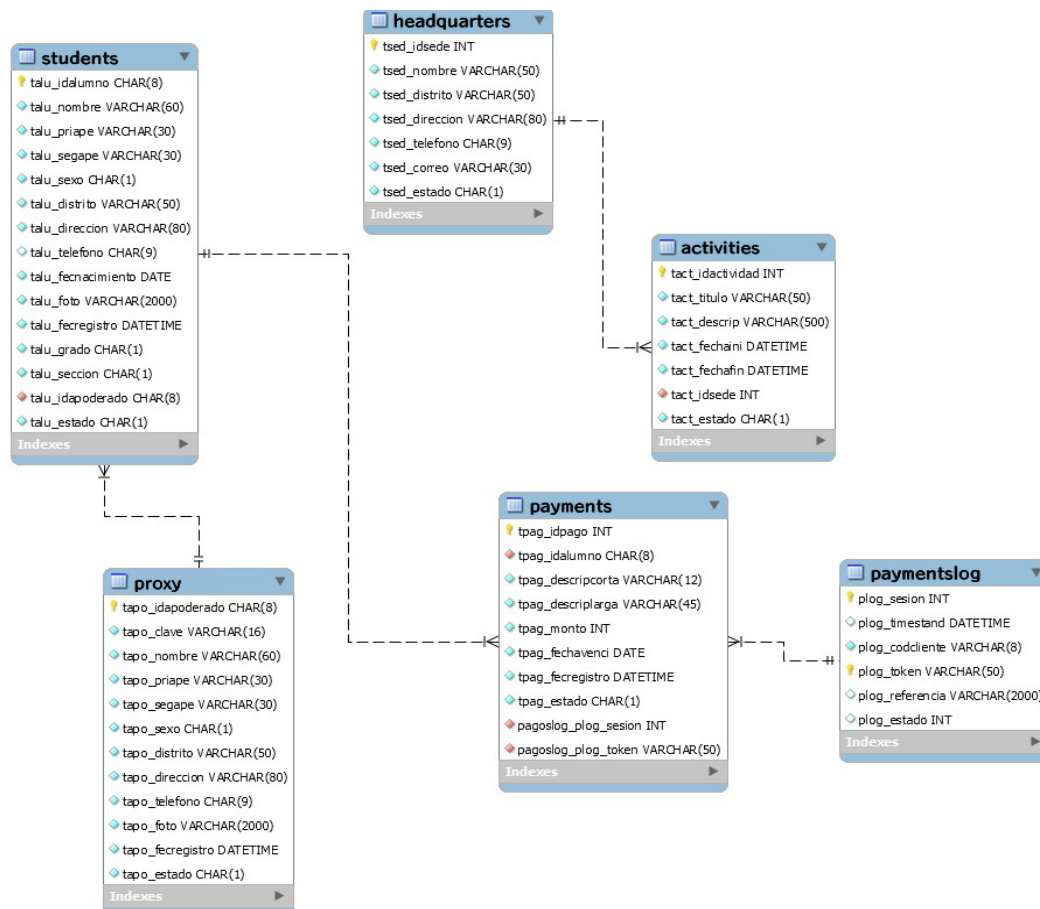 headquarters
tsed_idsede INT
tsed_nombre VARCHAR(50)
tsed_distrito VARCHAR(50)
tsed_direccion VARCHAR(80)
tsed_telefono CHAR(9)
tsed_correo VARCHAR(30)
tsed_estado CHAR(1)
Indexes
students
talu_idalumno CHAR(8)
talu_nombre VARCHAR(60)
talu_priape VARCHAR(30)
talu_segape VARCHAR(30)
talu_sexo CHAR(1)
talu_distrito VARCHAR(50)
talu_direccion VARCHAR(80)
talu_telefono CHAR(9)
talu_fecnacimiento DATE
talu_foto VARCHAR(2000)
talu_fecregistro DATETIME
talu_grado CHAR(1)
talu_seccion CHAR(1)
talu_idapoderado CHAR(8)
talu_estado CHAR(1)
Indexes
activities
tact_idactividad INT
tact_titulo VARCHAR(50)
tact_descrip VARCHAR(500)
tact_fechaini DATETIME
tact_fechafin DATETIME
tact_idsede INT
tact_estado CHAR(1)
Indexes
payments
tpag_idpago INT
tpag_idalumno CHAR(8)
tpag_descripcorta VARCHAR(12)
tpag_descriplarga VARCHAR(45)
tpag_monto INT
tpag_fechavenci DATE
tpag_fecregistro DATETIME
tpag_estado CHAR(1)
pagoslog_plog_sesion INT
pagoslog_plog_token VARCHAR(50)
Indexes
paymentslog
plog_sesion INT
plog_timestand DATETIME
plog_codcliente VARCHAR(8)
plog_token VARCHAR(50)
plog_referencia VARCHAR(2000)
plog_estado INT
Indexes
proxy
tapo_idapoderado CHAR(8)
tapo_clave VARCHAR(16)
tapo_nombre VARCHAR(60)
tapo_priape VARCHAR(30)
tapo_segape VARCHAR(30)
tapo_sexo CHAR(1)
tapo_distrito VARCHAR(50)
tapo_direccion VARCHAR(80)
tapo_telefono CHAR(9)
tapo_foto VARCHAR(2000)
tapo_fecregistro DATETIME
tapo_estado CHAR(1)
Indexes